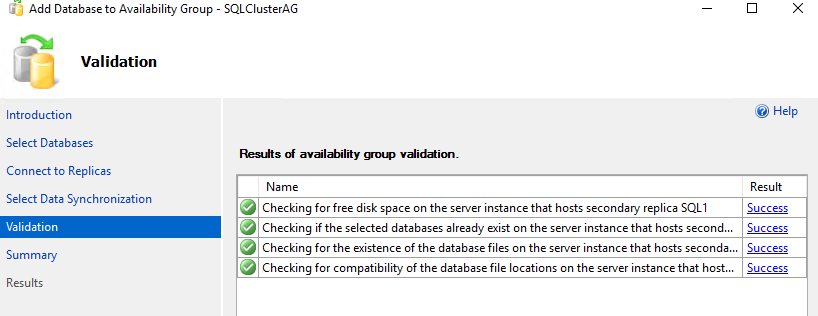 Add Database to Availability Group - SQLClusterAG
Validation
Introduction
Select Databases
Connect to Replicas
Select Data Synchronization
Validation
Summary
Results
Help
Results of availability group validation.
Name Result
Checking for free disk space on the server instance that hosts secondary replica SQL1 Success
Checking if the selected databases already exist on the server instance that hosts second... Success
Checking for the existence of the database files on the server instance that hosts seconda... Success
Checking for compatibility of the database file locations on the server instance that host... Success